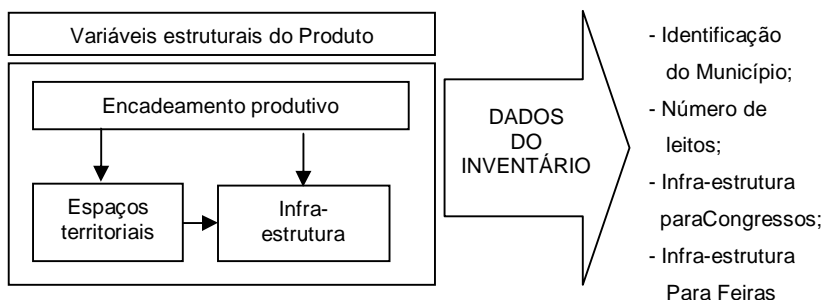 Variáveis estruturais do Produto
Encadeamento produtivo
Espaços
territoriais
Infra-
estrutura
DADOS
DO
INVENTÁRIO
- Identificação
do Município;
- Número de
leitos;
- Infra-estrutura
paraCongressos;
- Infra-estrutura
Para Feiras